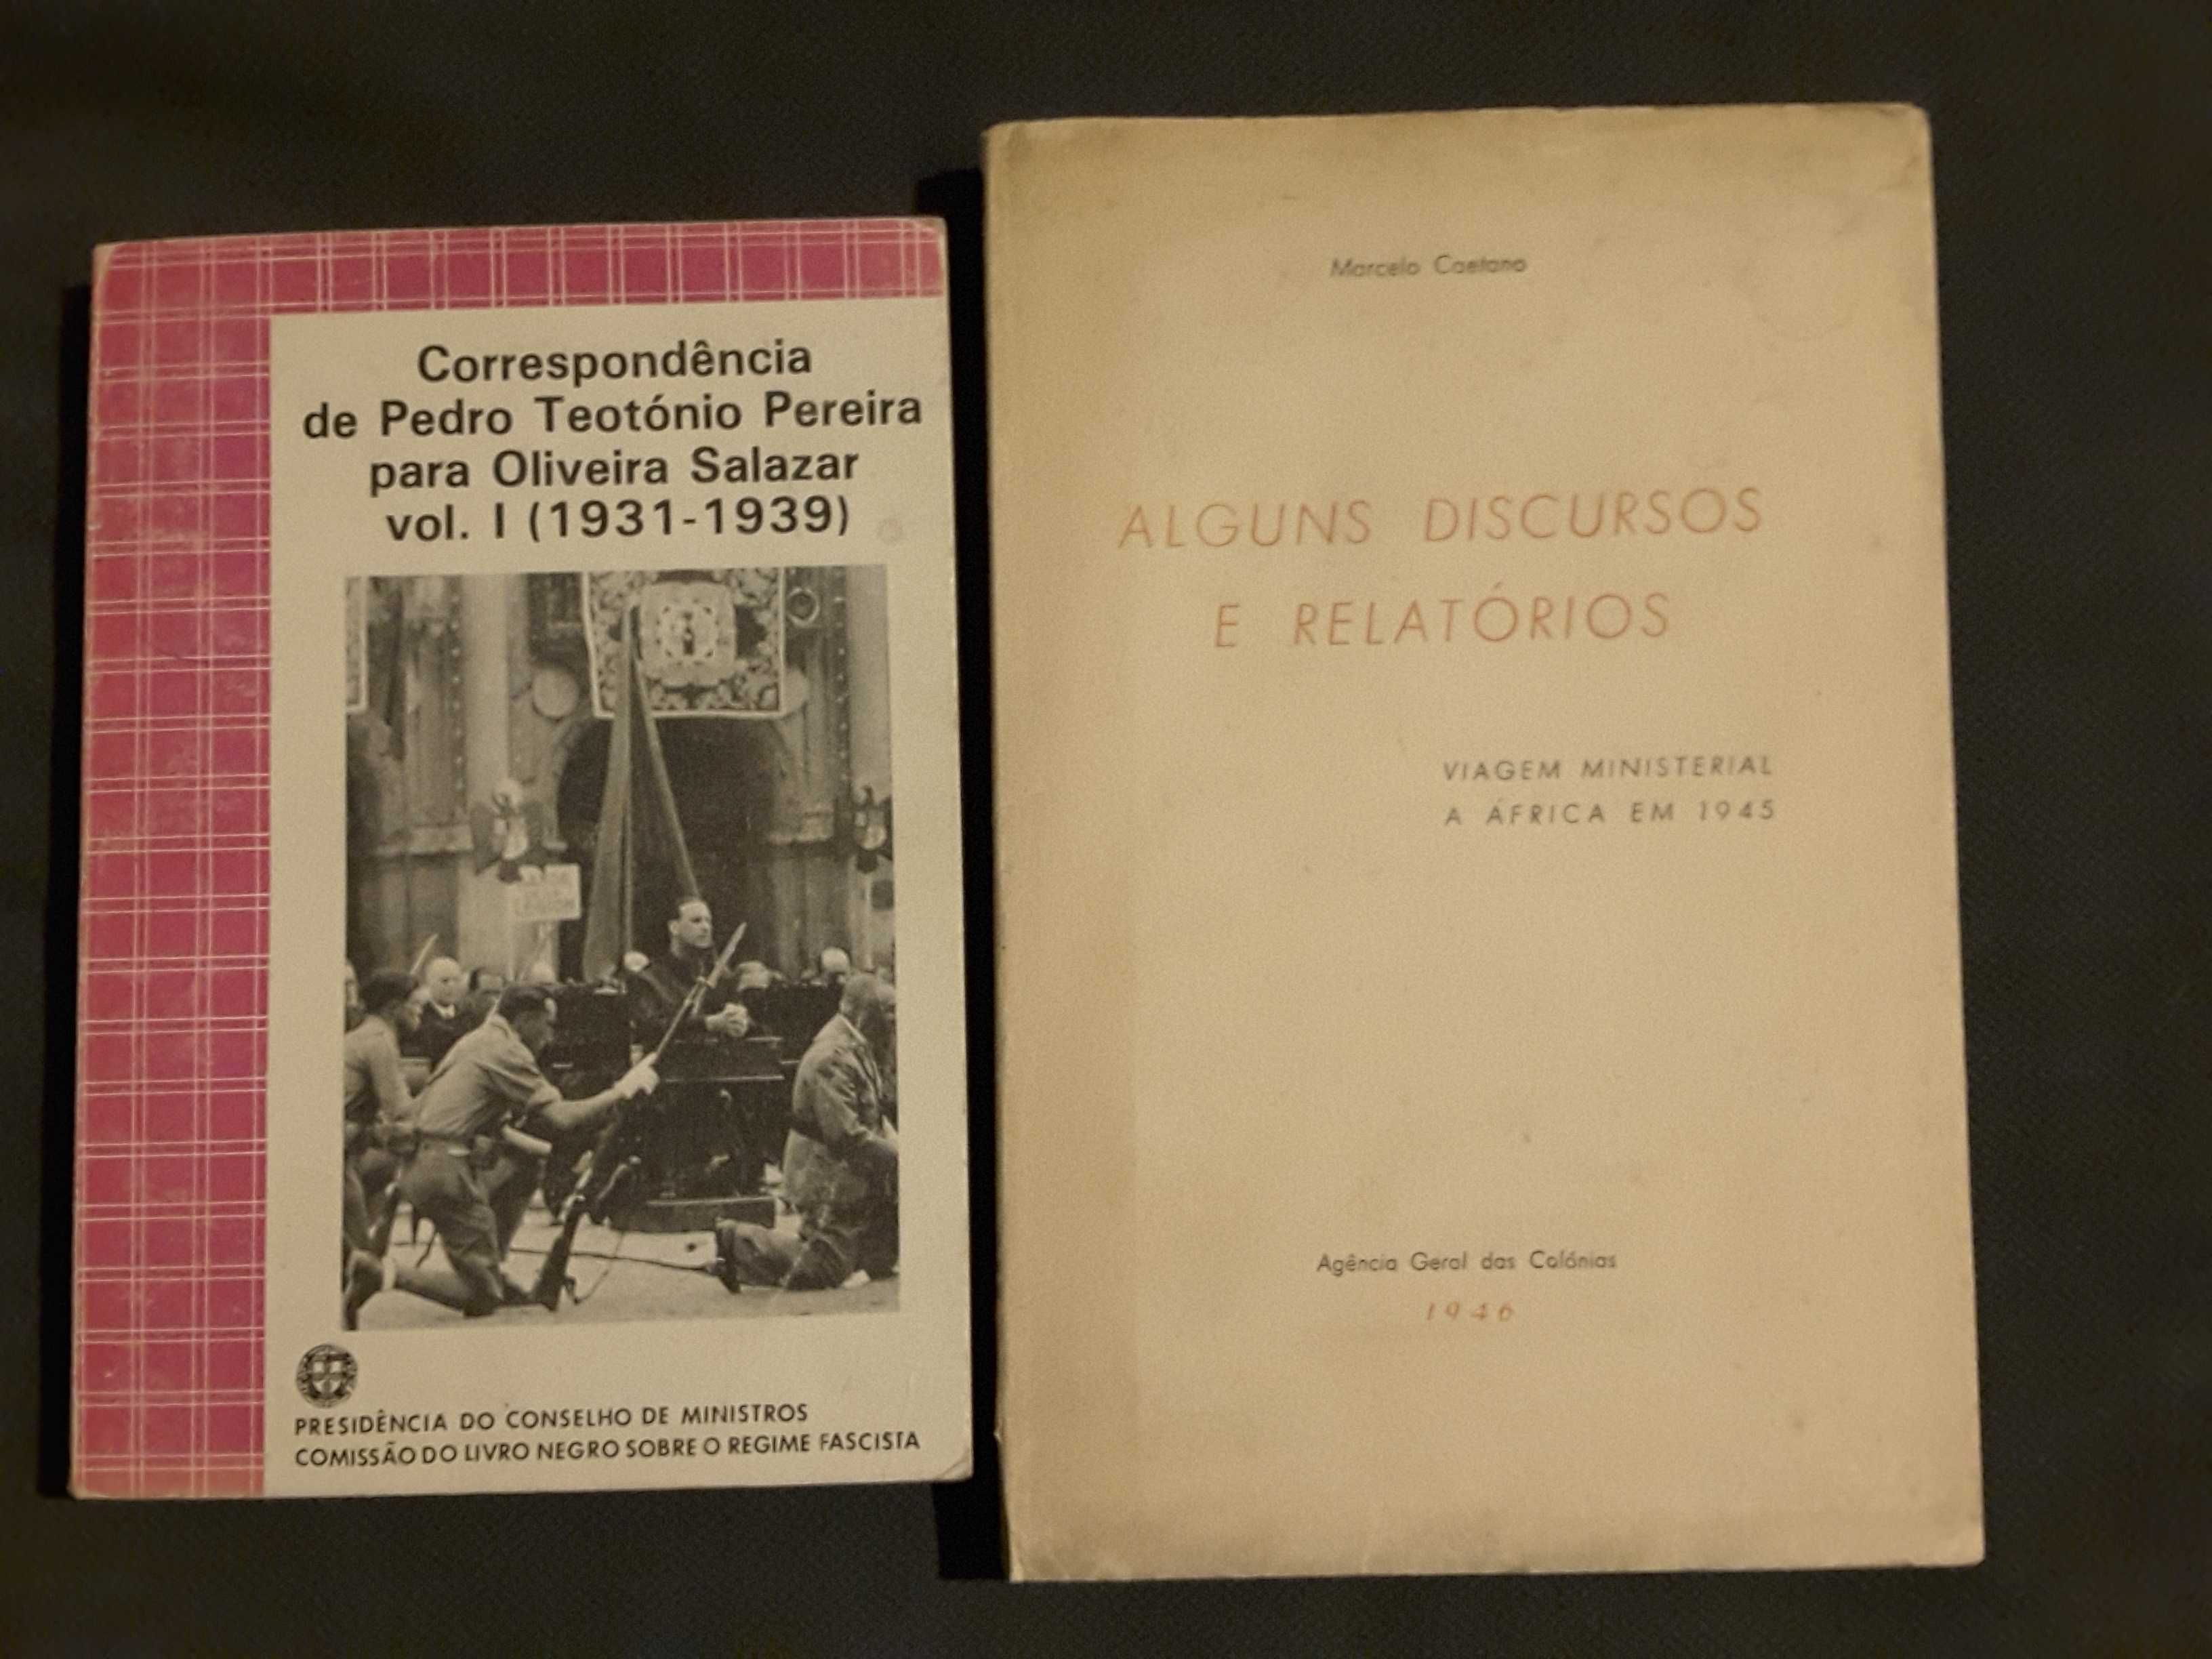 Correspondência
de Pedro Teotónio Pereira
para Oliveira Salazar
vol. I (1931-1939)
PRESIDÊNCIA DO CONSELHO DE MINISTROS
COMISSÃO DO LIVRO NEGRO SOBRE O REGIME FASCISTA
Marcelo Caetano
ALGUNS DISCURSOS
E RELATÓRIOS
VIAGEM MINISTERIAL
A ÁFRICA EM 1945
Agência Geral das Colónias
1946